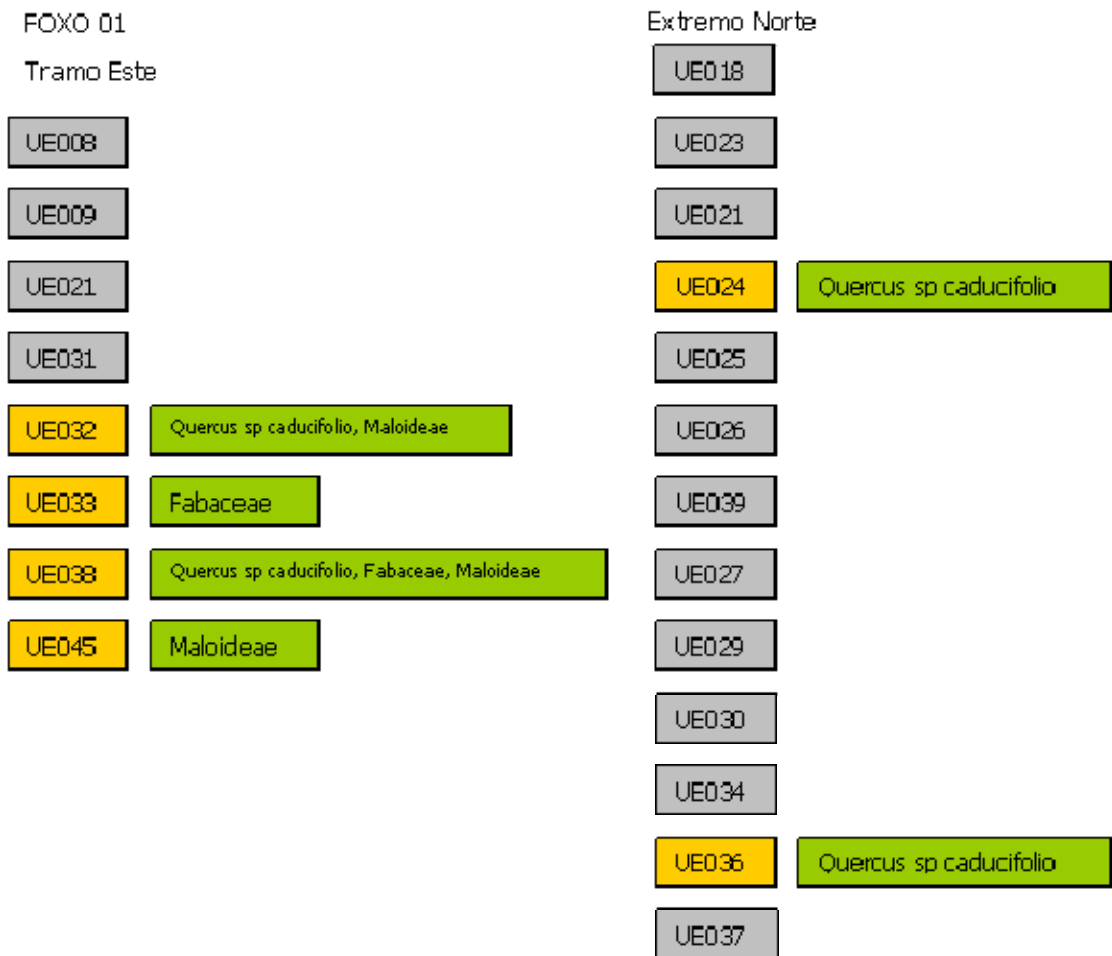 FOXO 01
Tramo Este
UE008
UE009
UE021
UE031
UE032 Quercus sp caducifolio, Maloideae
UE033 Fabaceae
UE038 Quercus sp caducifolio, Fabaceae, Maloideae
UE045 Maloideae
Extremo Norte
UE018
UE023
UE021
UE024 Quercus sp caducifolio
UE025
UE026
UE039
UE027
UE029
UE030
UE034
UE036 Quercus sp caducifolio
UE037